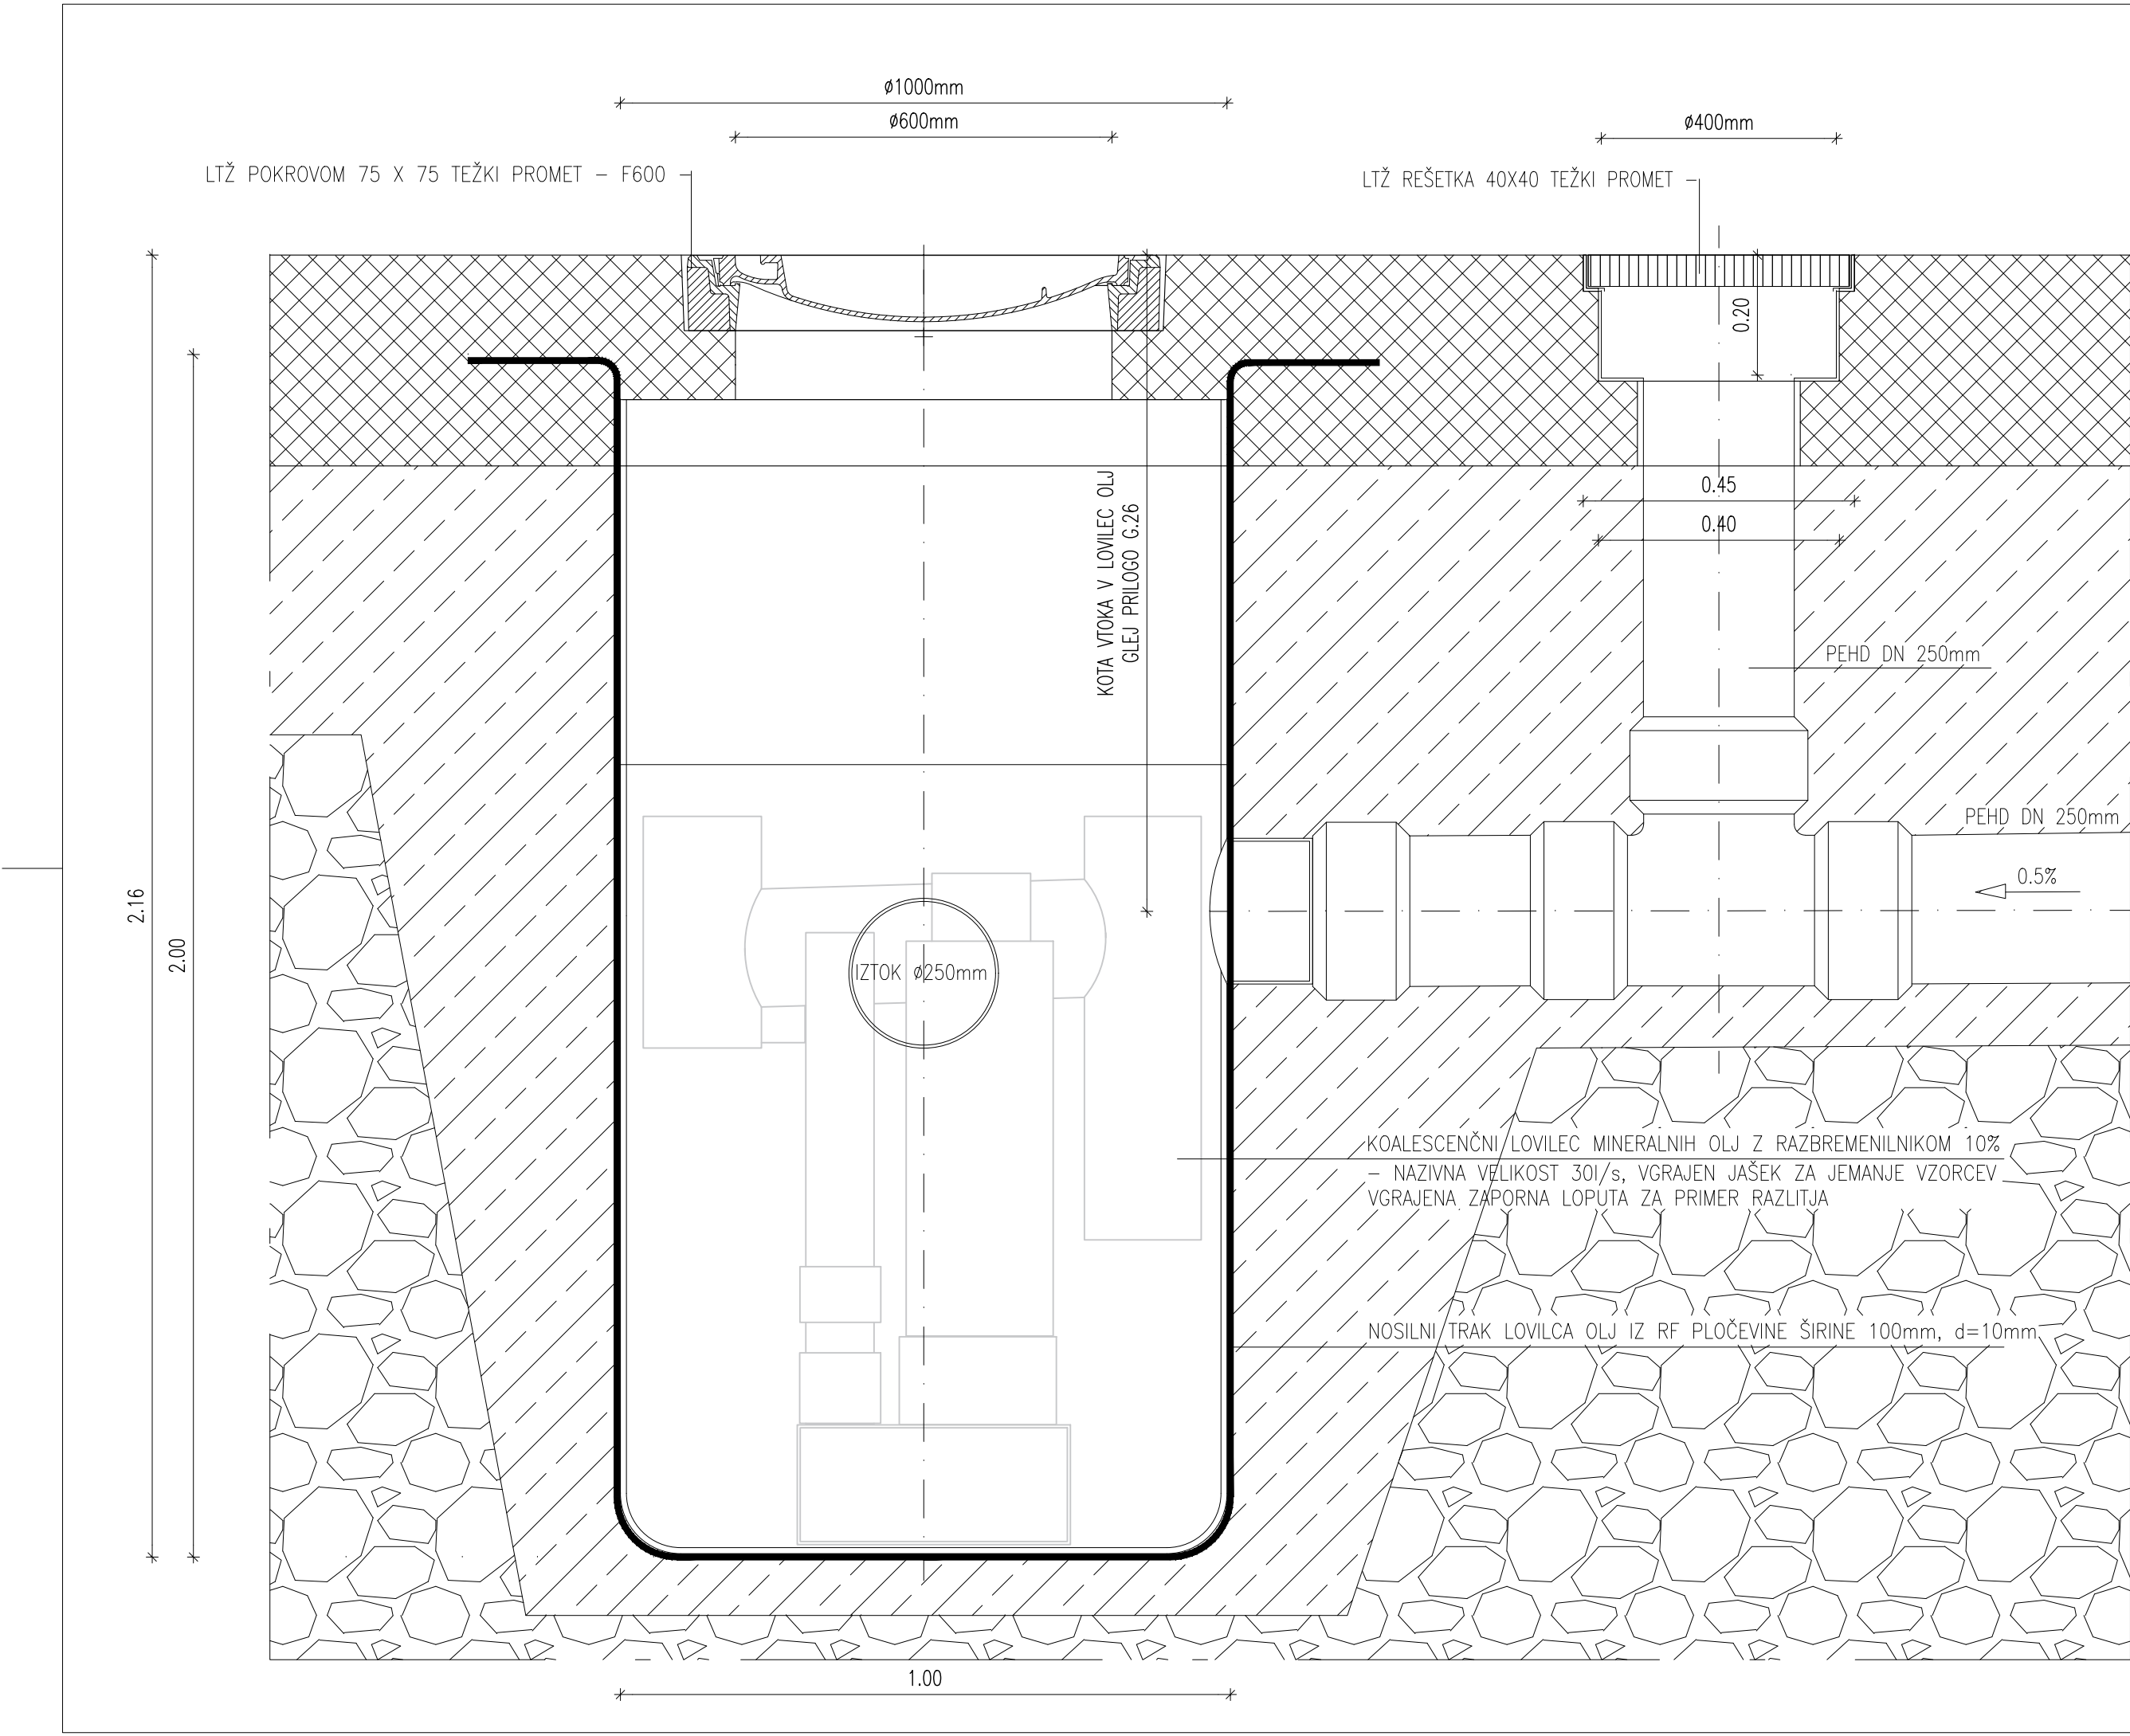 ø1000mm
ø600mm
ø400mm
LTŽ POKROVOM 75 X 75 TEŽKI PROMET – F600
LTŽ REŠETKA 40X40 TEŽKI PROMET
0.20
0.45
0.40
KOTA VTOKA V LOVILEC OLJ
GLEJ PRILOGO G.26
PEHD DN 250mm
PEHD DN 250mm
0.5%
2.16
2.00
IZTOK ø250mm
KOALESCENČNI LOVILEC MINERALNIH OLJ Z RAZBREMENILNIKOM 10%
– NAZIVNA VELIKOST 30l/s, VGRAJEN JAŠEK ZA JEMANJE VZORCEV
VGRAJENA ZAPORNA LOPUTA ZA PRIMER RAZLITJA
NOSILNI TRAK LOVILCA OLJ IZ RF PLOČEVINE ŠIRINE 100mm, d=10mm
1.00